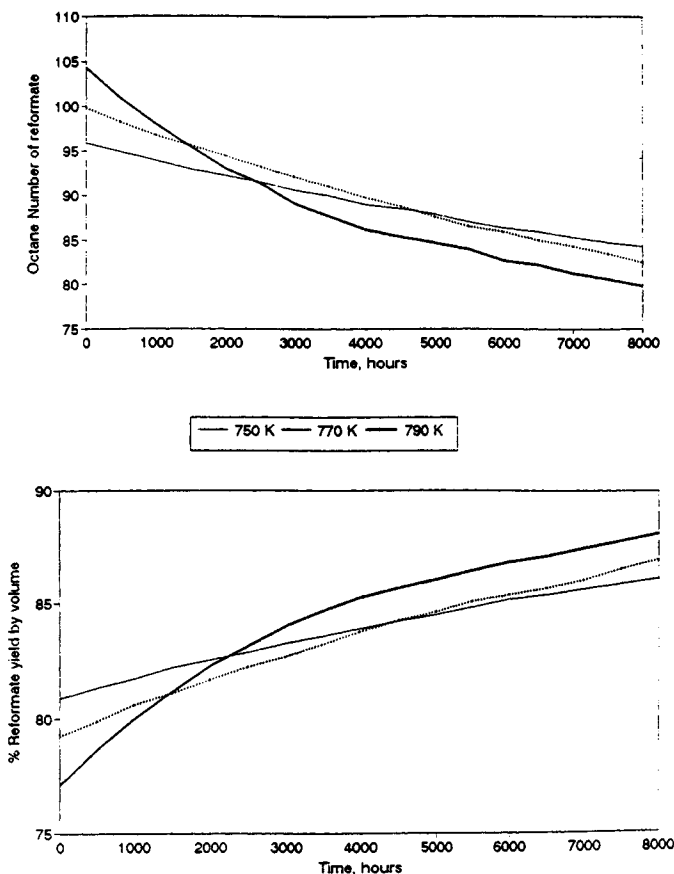 110
105
100
95
90
85
80
75
Octane Number of reformate
0 1000 2000 3000 4000 5000 6000 7000 8000
Time, hours
750 K 770 K 790 K
90
85
80
75
% Reformate yield by volume
0 1000 2000 3000 4000 5000 6000 7000 8000
Time, hours